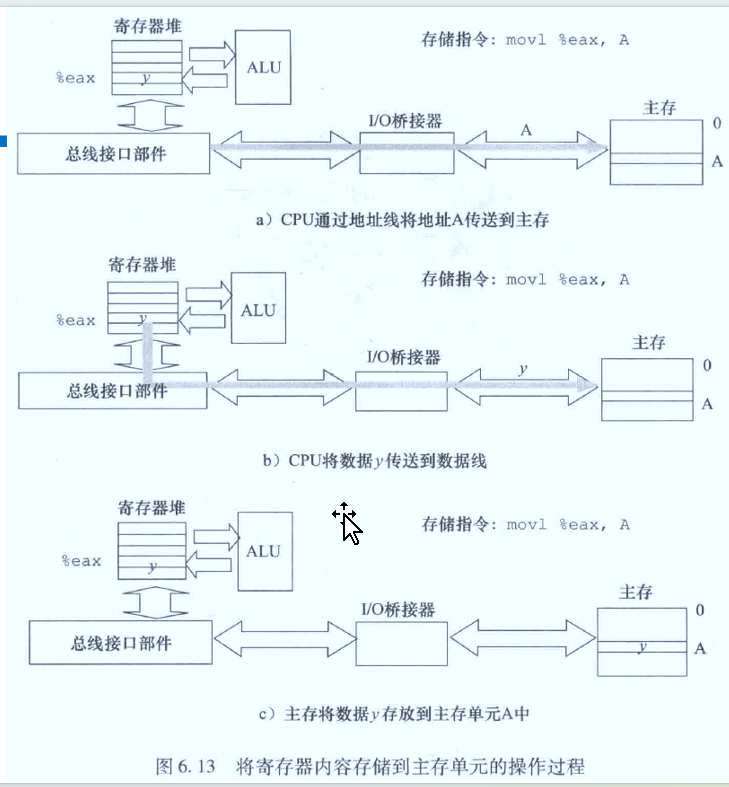 寄存器堆
存储指令: movl %eax, A
ALU
%eax
y
I/O桥接器
主存
0
A
总线接口部件
A
a）CPU通过地址线将地址A传送到主存
寄存器堆
存储指令: movl %eax, A
ALU
%eax
y
I/O桥接器
主存
y
0
总线接口部件
A
b）CPU将数据y传送到数据线
寄存器堆
存储指令: movl %eax, A
ALU
%eax
y
I/O桥接器
主存
0
总线接口部件
y
A
c）主存将数据y存放到主存单元A中
图 6.13 将寄存器内容存储到主存单元的操作过程